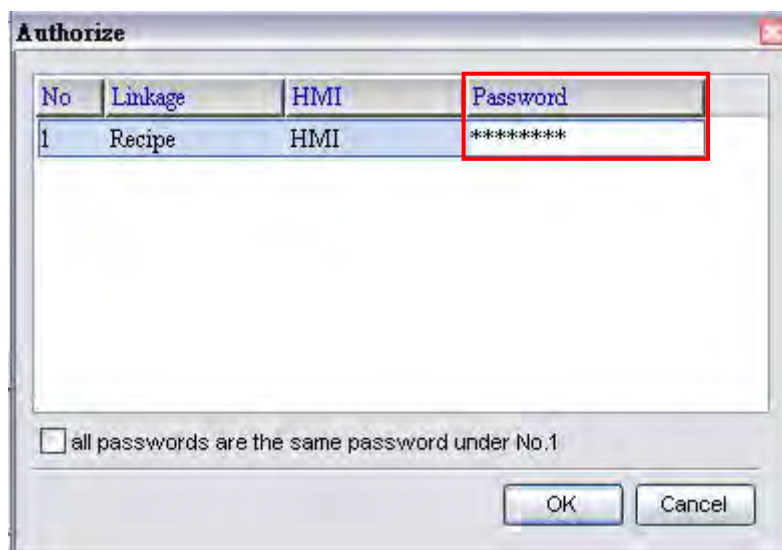 Authorize
No Linkage HMI Password
1 Recipe HMI ********
all passwords are the same password under No.1
OK Cancel